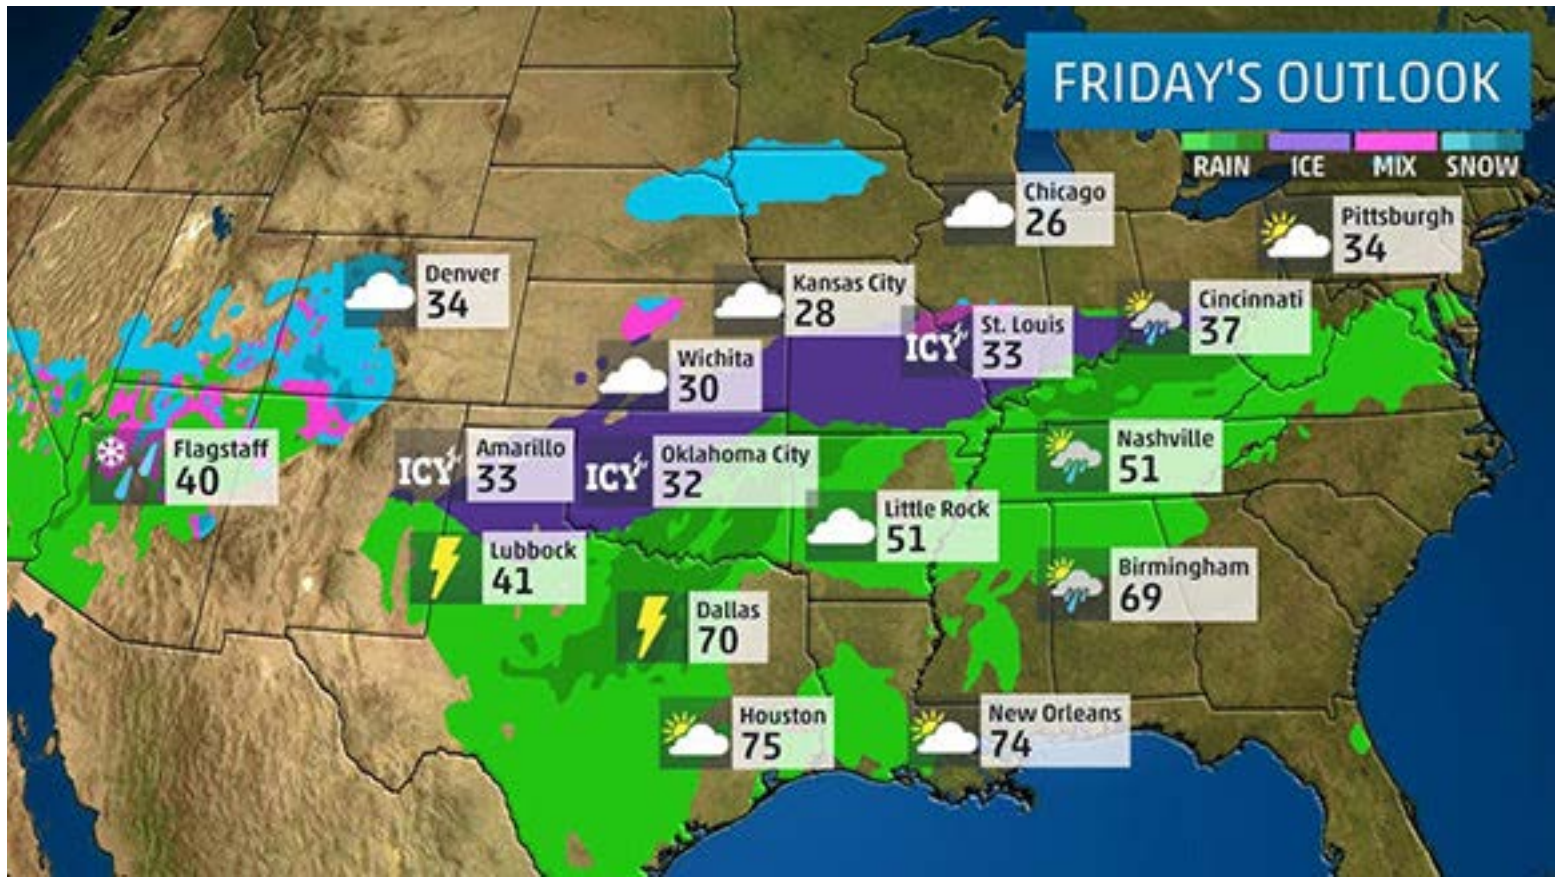 FRIDAY'S OUTLOOK
RAIN ICE MIX SNOW
Chicago
26
Pittsburgh
34
Denver
34
Kansas City
28
Cincinnati
37
St. Louis
33
ICY
Wichita
30
Flagstaff
40
Amarillo
33
ICY
Oklahoma City
32
ICY
Nashville
51
Little Rock
51
Lubbock
41
Birmingham
69
Dallas
70
Houston
75
New Orleans
74